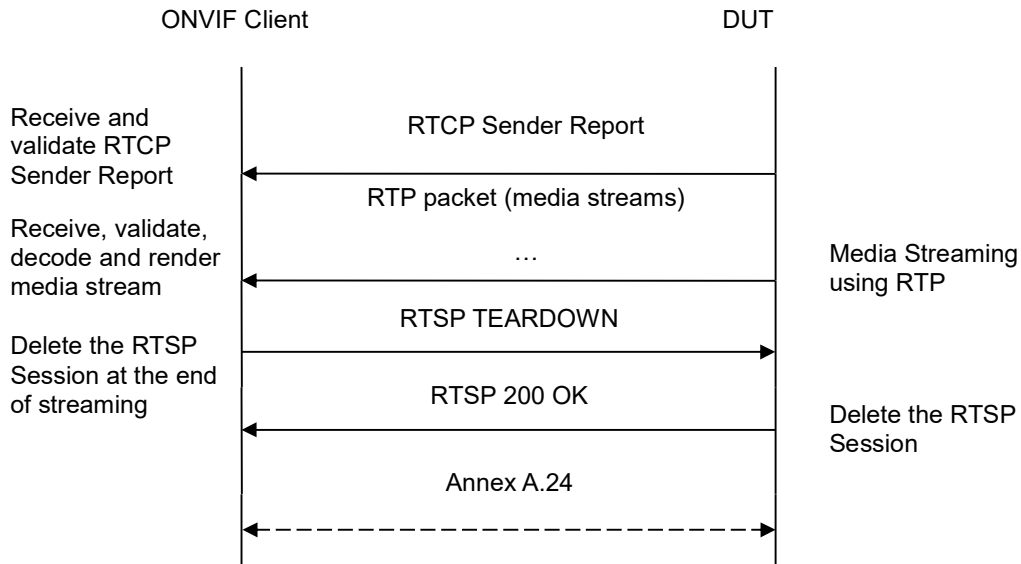 ONVIF Client
DUT
Receive and
validate RTCP
Sender Report
RTCP Sender Report
RTP packet (media streams)
Receive, validate,
decode and render
media stream
…
Media Streaming
using RTP
RTSP TEARDOWN
Delete the RTSP
Session at the end
of streaming
RTSP 200 OK
Delete the RTSP
Session
Annex A.24